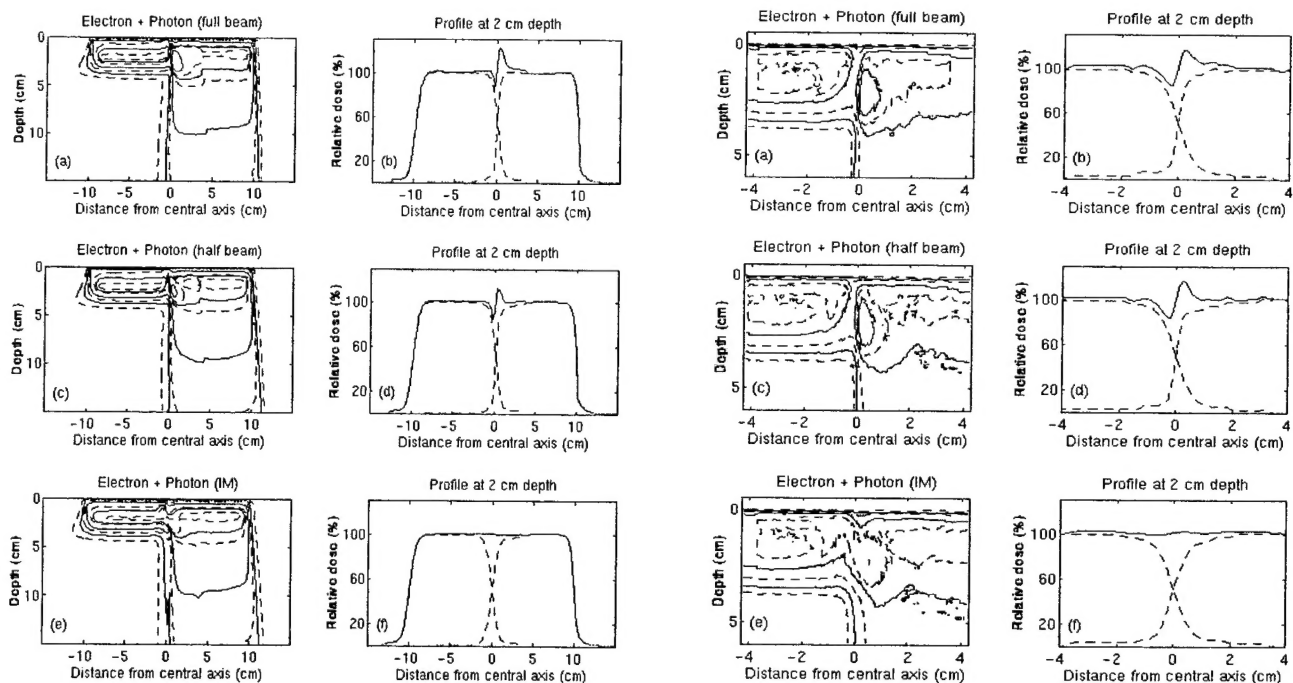 Electron + Photon (full beam)
0
5
10
Depth (cm)
(a)
-10 -5 0 5 10
Distance from central axis (cm)
Profile at 2 cm depth
100
60
20
Relative dose (%)
(b)
-10 -5 0 5 10
Distance from central axis (cm)
Electron + Photon (full beam)
0
5
Depth (cm)
(a)
-4 -2 0 2 4
Distance from central axis (cm)
Profile at 2 cm depth
100
60
20
Relative doso (%)
(b)
-4 -2 0 2 4
Distance from central axis (cm)
Electron + Photon (half beam)
0
5
10
Depth (cm)
(c)
-10 -5 0 5 10
Distance from central axis (cm)
Profile at 2 cm depth
100
60
20
Relative dose (%)
(d)
-10 -5 0 5 10
Distance from central axis (cm)
Electron + Photon (half beam)
0
5
Depth (cm)
(c)
-4 -2 0 2 4
Distance from central axis (cm)
Profile at 2 cm depth
100
60
20
Relative dose (%)
(d)
-4 -2 0 2 4
Distance from central axis (cm)
Electron + Photon (IM)
0
5
10
Depth (cm)
(e)
-10 -5 0 5 10
Distance from central axis (cm)
Profile at 2 cm depth
100
60
20
Relative doso (%)
(f)
-10 -5 0 5 10
Distance from central axis (cm)
Electron + Photon (IM)
0
5
Depth (cm)
(e)
-4 -2 0 2 4
Distance from central axis (cm)
Profile at 2 cm depth
100
60
20
Relative dose (%)
(f)
-4 -2 0 2 4
Distance from central axis (cm)